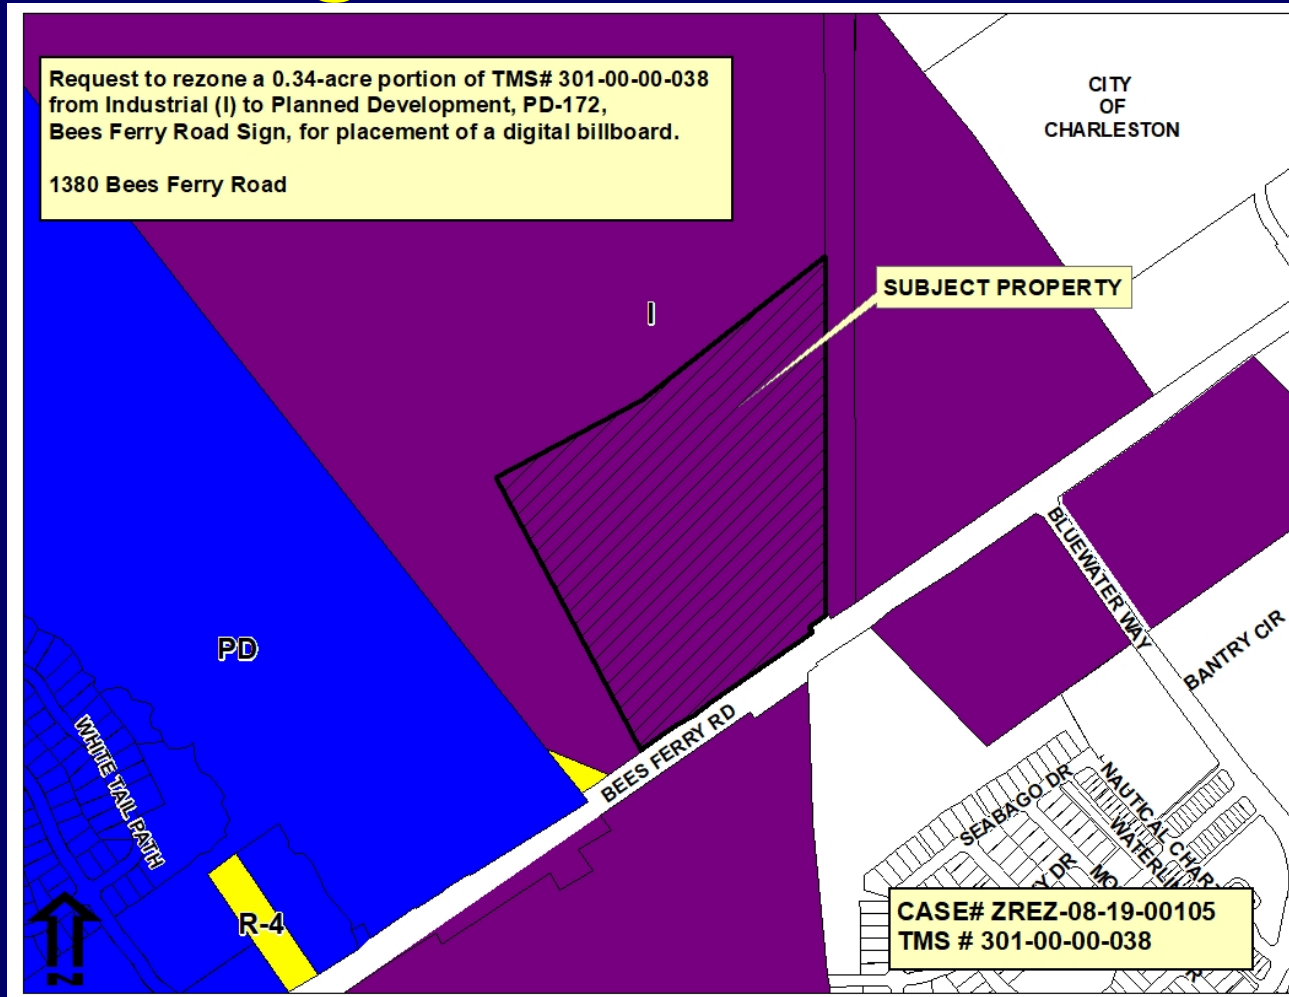 Request to rezone a 0.34-acre portion of TMS# 301-00-00-038
from Industrial (I) to Planned Development, PD-172,
Bees Ferry Road Sign, for placement of a digital billboard.
1380 Bees Ferry Road
CITY
OF
CHARLESTON
SUBJECT PROPERTY
I
BLUEWATER WAY
BANTRY CIR
PD
BEES FERRY RD
WHITE TAIL PATH
SEABAGO DR
NAUTICAL CHART
R-4
CASE# ZREZ-08-19-00105
TMS # 301-00-00-038
N